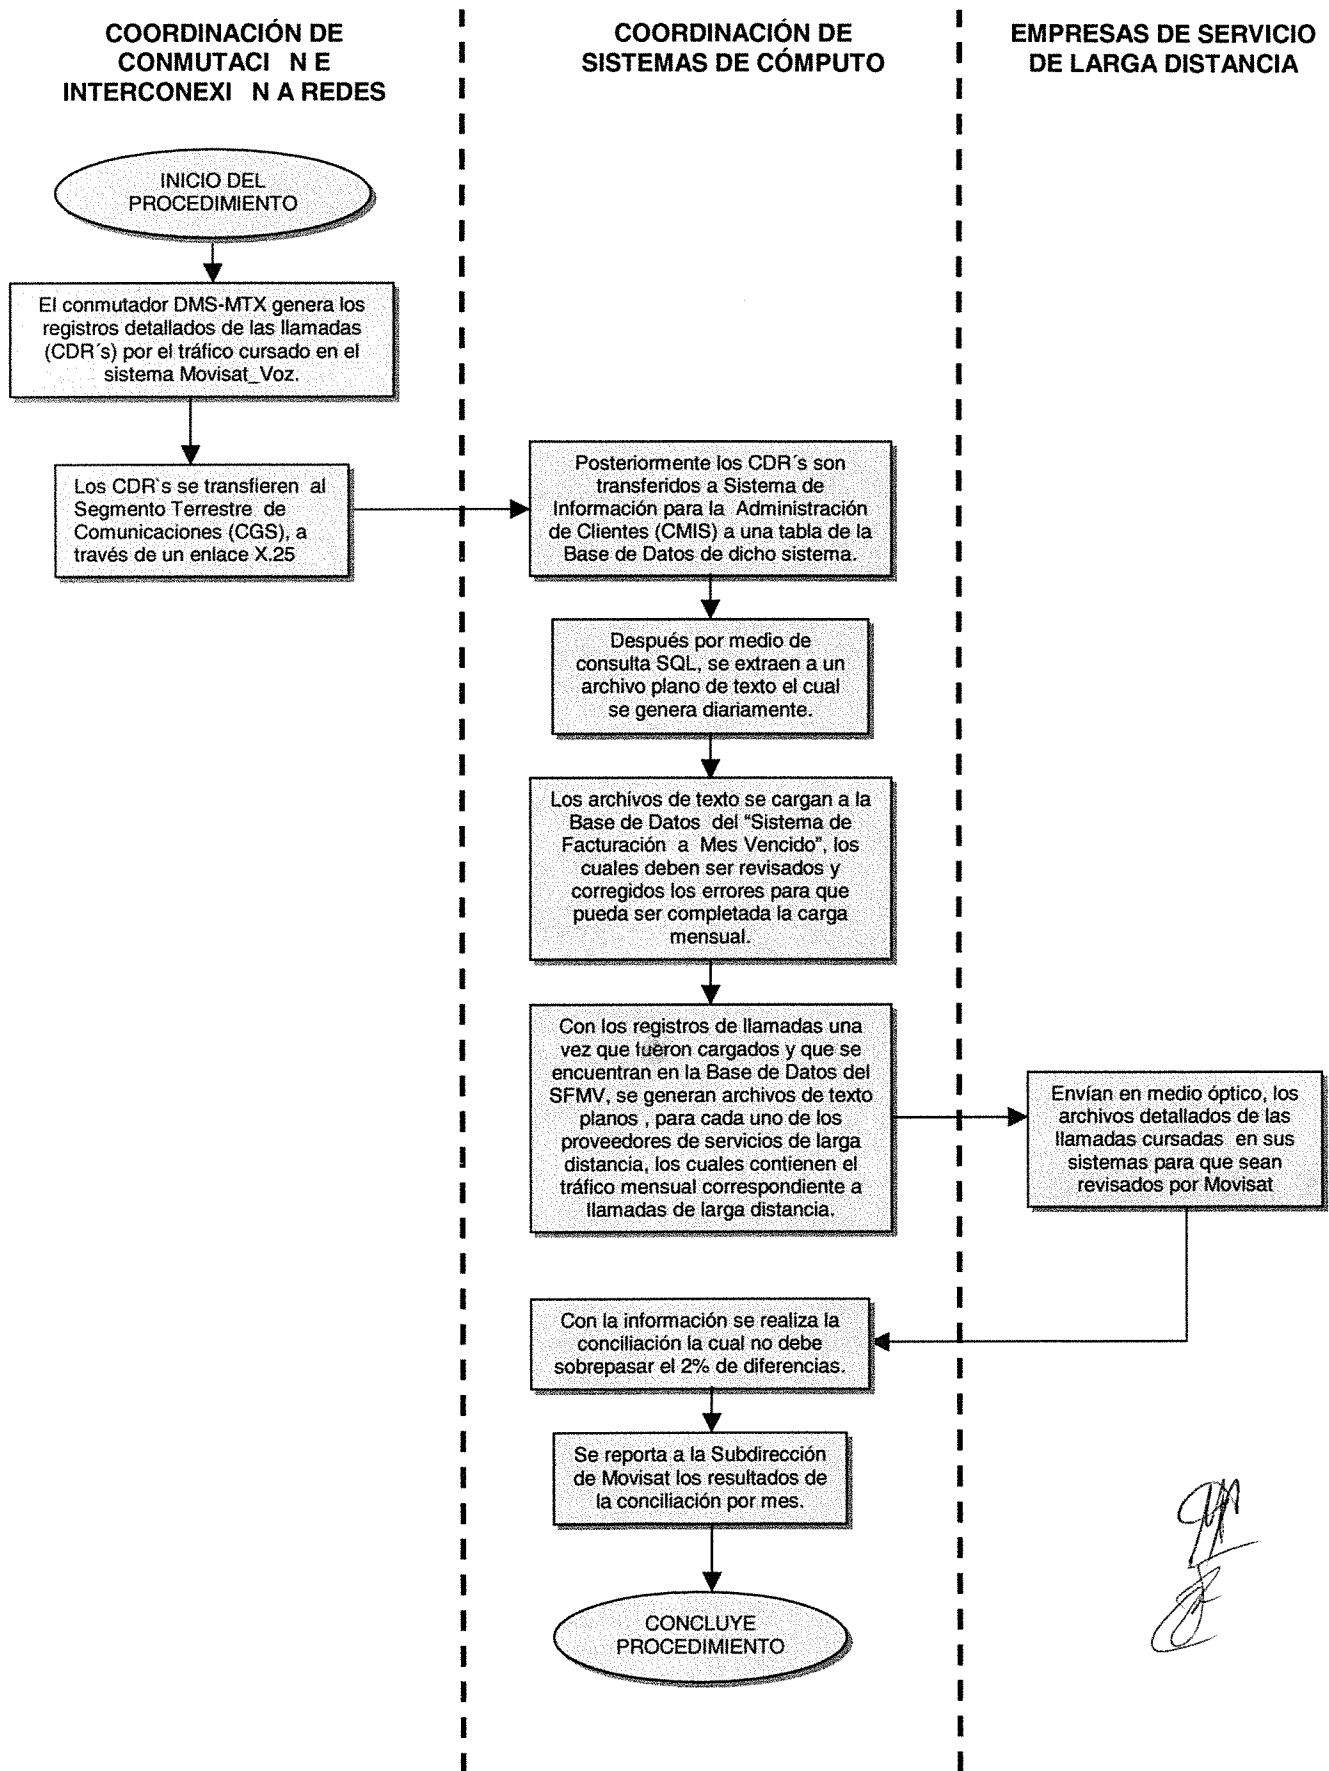 COORDINACIÓN DE
CONMUTACI N E
INTERCONEXI N A REDES
COORDINACIÓN DE
SISTEMAS DE CÓMPUTO
EMPRESAS DE SERVICIO
DE LARGA DISTANCIA
INICIO DEL
PROCEDIMIENTO
El conmutador DMS-MTX genera los
registros detallados de las llamadas
(CDR´s) por el tráfico cursado en el
sistema Movisat_Voz.
Los CDR`s se transfieren al
Segmento Terrestre de
Comunicaciones (CGS), a
través de un enlace X.25
Posteriormente los CDR´s son
transferidos a Sistema de
Información para la Administración
de Clientes (CMIS) a una tabla de la
Base de Datos de dicho sistema.
Después por medio de
consulta SQL, se extraen a un
archivo plano de texto el cual
se genera diariamente.
Los archivos de texto se cargan a la
Base de Datos del “Sistema de
Facturación a Mes Vencido”, los
cuales deben ser revisados y
corregidos los errores para que
pueda ser completada la carga
mensual.
Con los registros de llamadas una
vez que fueron cargados y que se
encuentran en la Base de Datos del
SFMV, se generan archivos de texto
planos , para cada uno de los
proveedores de servicios de larga
distancia, los cuales contienen el
tráfico mensual correspondiente a
llamadas de larga distancia.
Envían en medio óptico, los
archivos detallados de las
llamadas cursadas en sus
sistemas para que sean
revisados por Movisat
Con la información se realiza la
conciliación la cual no debe
sobrepasar el 2% de diferencias.
Se reporta a la Subdirección
de Movisat los resultados de
la conciliación por mes.
CONCLUYE
PROCEDIMIENTO